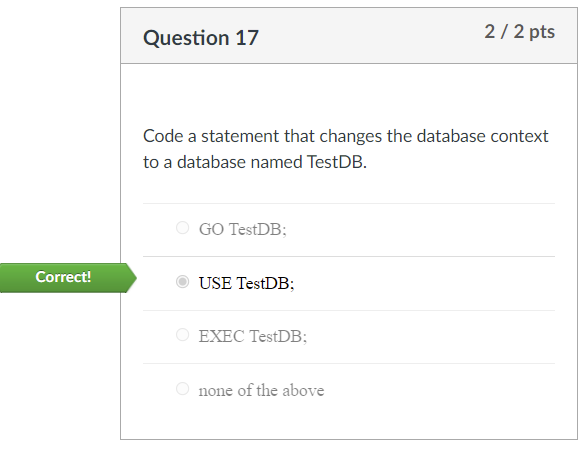 Question 17
2 / 2 pts
Code a statement that changes the database context
to a database named TestDB.
GO TestDB;
Correct!
USE TestDB;
EXEC TestDB;
none of the above